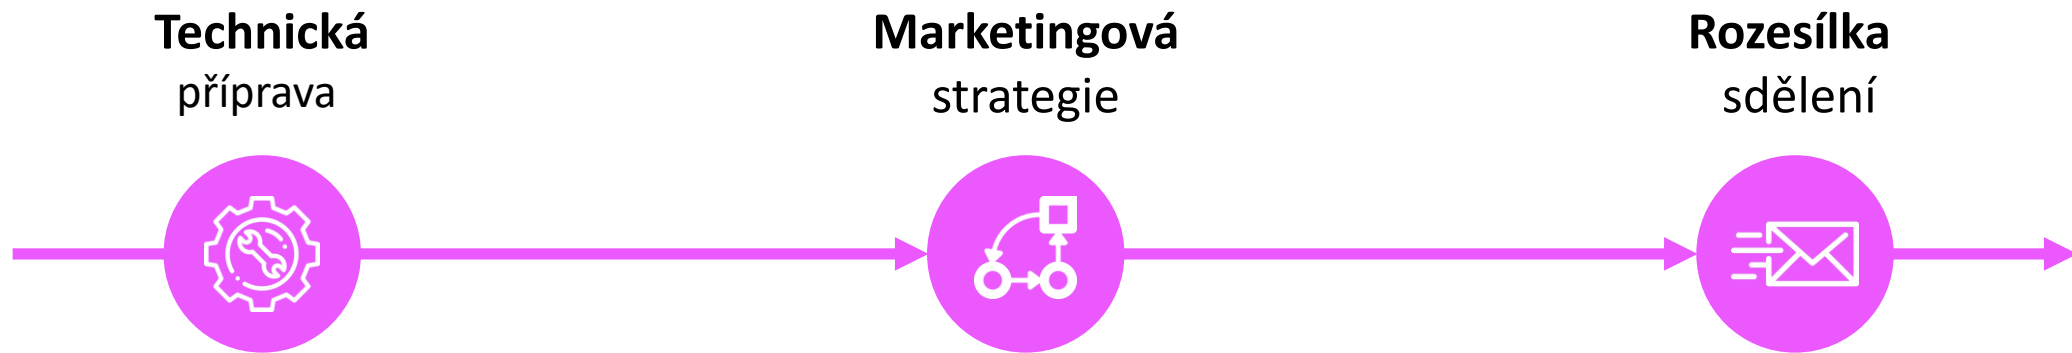 Technická
příprava
Marketingová
strategie
Rozesílka
sdělení